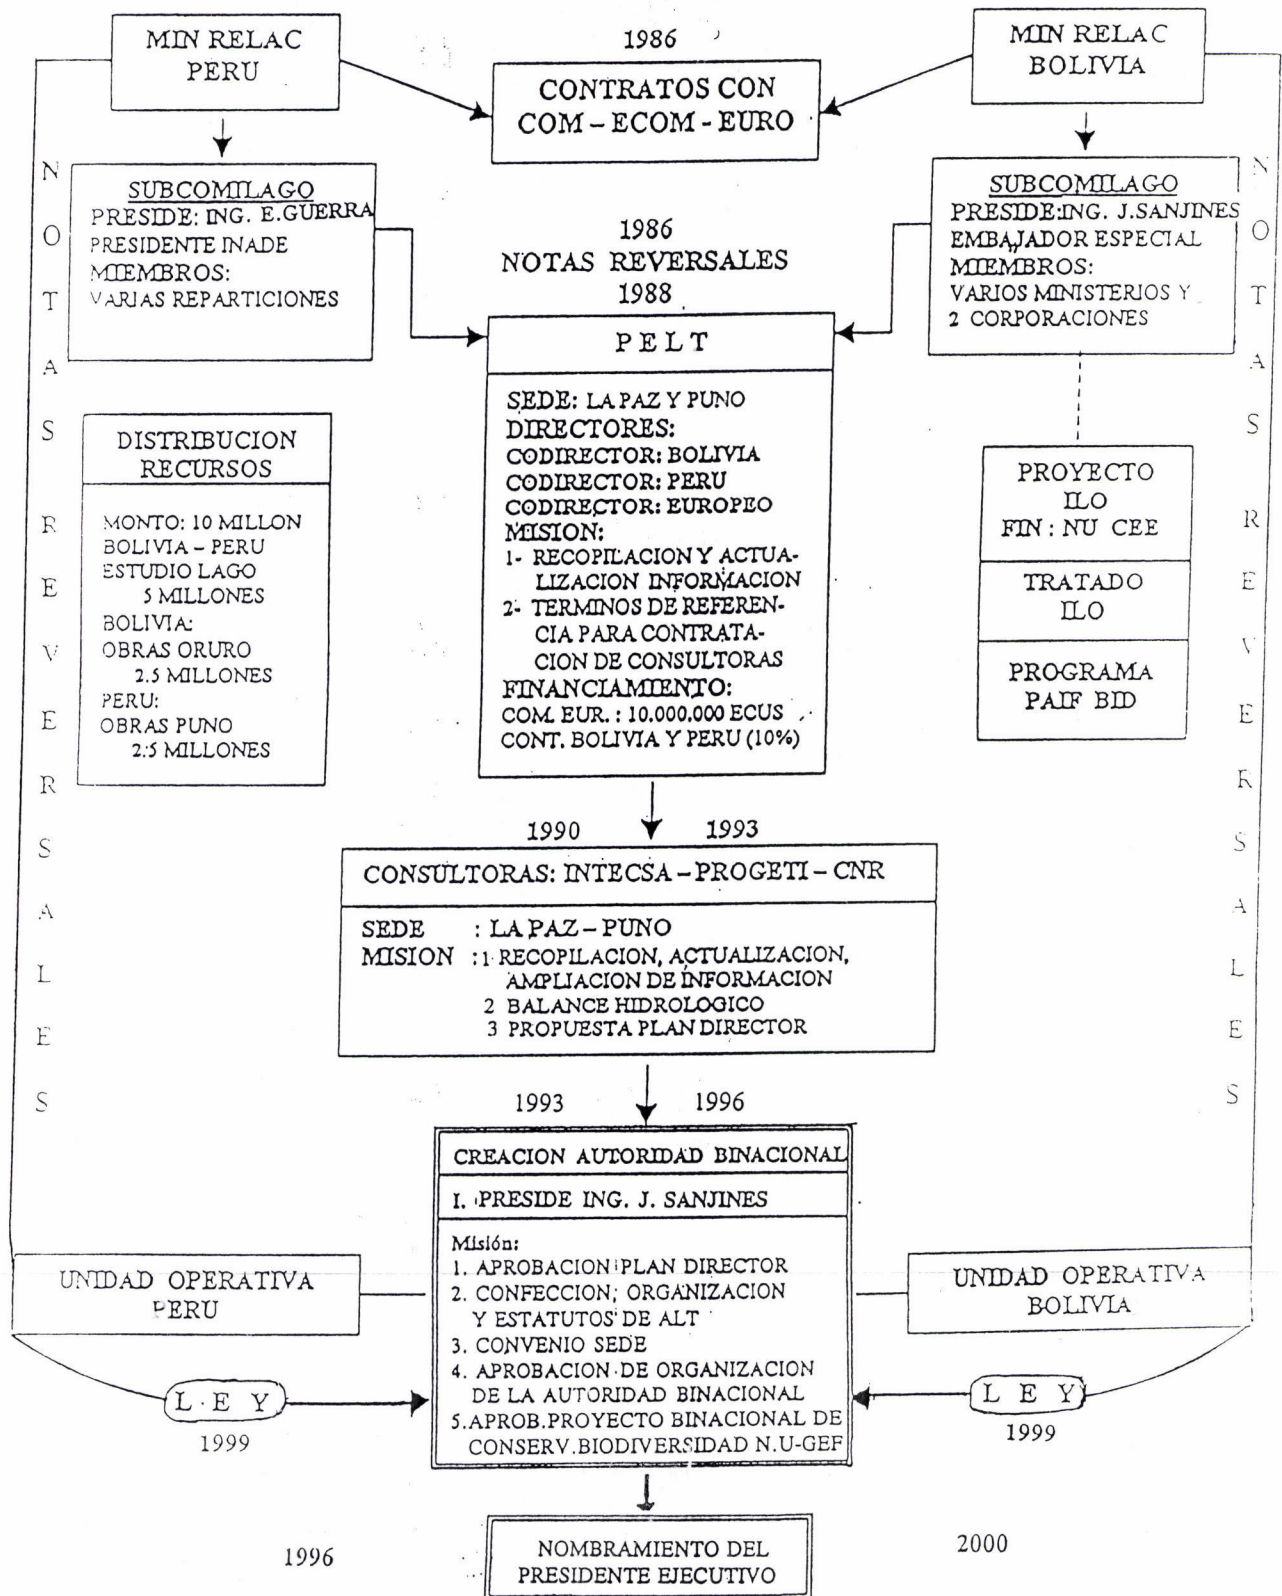 MIN RELAC
PERU
1986
CONTRATOS CON
COM - ECOM - EURO
MIN RELAC
BOLIVIA
NOTAS REVERSALES
SUBCOMILAGO
PRESIDE: ING. E.GUERRA
PRESIDENTE INADE
MIEMBROS:
VARIAS REPARTICIONES
1986
NOTAS REVERSALES
1988
SUBCOMILAGO
PRESIDE:ING. J.SANJINES
EMBAJADOR ESPECIAL
MIEMBROS:
VARIOS MINISTERIOS Y
2 CORPORACIONES
NOTAS REVERSALES
DISTRIBUCION
RECURSOS
MONTO: 10 MILLON
BOLIVIA - PERU
ESTUDIO LAGO
5 MILLONES
BOLIVIA:
OBRAS ORURO
2.5 MILLONES
PERU:
OBRAS PUNO
2:5 MILLONES
PELT
SEDE: LA PAZ Y PUNO
DIRECTORES:
CODIRECTOR: BOLIVIA
CODIRECTOR: PERU
CODIRECTOR: EUROPEO
MISION:
1- RECOPILACION Y ACTUA-
LIZACION INFORMACION
2- TERMINOS DE REFEREN-
CIA PARA CONTRATA-
CION DE CONSULTORAS
FINANCIAMIENTO:
COM. EUR. : 10.000.000 ECUS
CONT. BOLIVIA Y PERU (10%)
PROYECTO
ILO
FIN : NU CEE
TRATADO
ILO
PROGRAMA
PAIF BID
1990 1993
CONSULTORAS: INTECSA - PROGETI - CNR
SEDE : LA PAZ - PUNO
MISION : 1 RECOPILACION, ACTUALIZACION,
AMPLIACION DE INFORMACION
2 BALANCE HIDROLOGICO
3 PROPUESTA PLAN DIRECTOR
1993 1996
CREACION AUTORIDAD BINACIONAL
I. PRESIDE ING. J. SANJINES
Misión:
1. APROBACION PLAN DIRECTOR
2. CONFECCION, ORGANIZACION
Y ESTATUTOS DE ALT
3. CONVENIO SEDE
4. APROBACION DE ORGANIZACION
DE LA AUTORIDAD BINACIONAL
5.APROB.PROYECTO BINACIONAL DE
CONSERV.BIODIVERSIDAD N.U-GEF
UNIDAD OPERATIVA
PERU
UNIDAD OPERATIVA
BOLIVIA
LEY
1999
LEY
1999
1996
NOMBRAMIENTO DEL
PRESIDENTE EJECUTIVO
2000